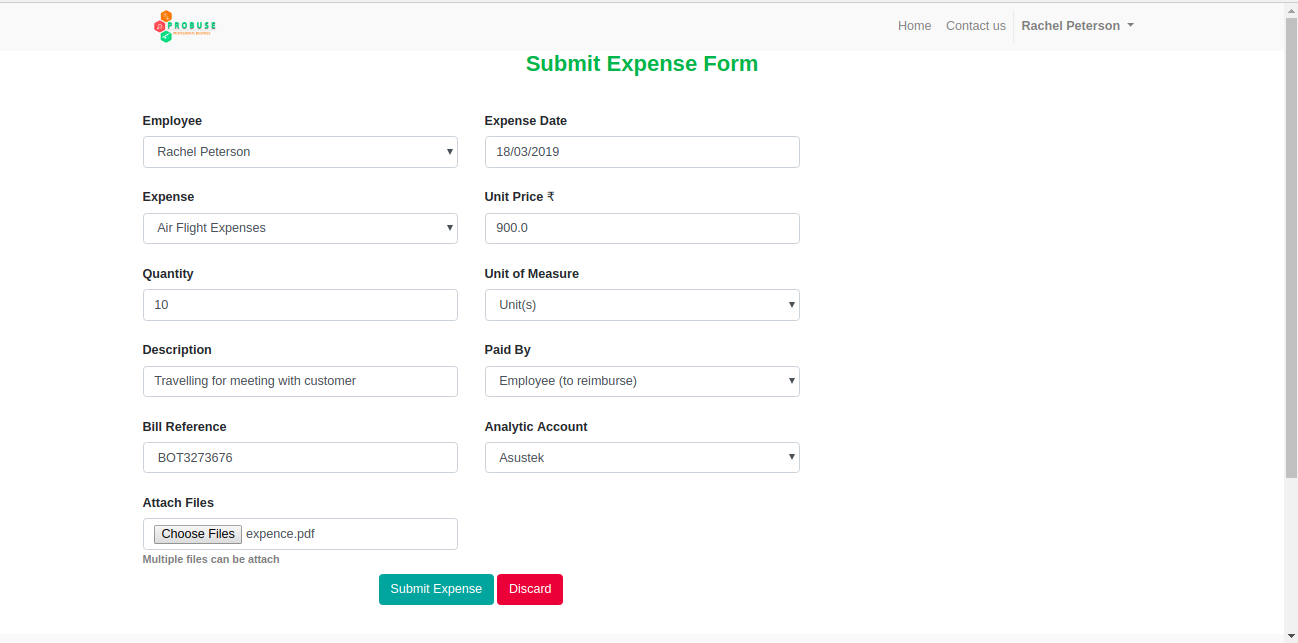 PROBUSE
Home Contact us Rachel Peterson
Submit Expense Form
Employee Expense Date
Rachel Peterson 18/03/2019
Expense Unit Price ₹
Air Flight Expenses 900.0
Quantity Unit of Measure
10 Unit(s)
Description Paid By
Travelling for meeting with customer Employee (to reimburse)
Bill Reference Analytic Account
BOT3273676 Asustek
Attach Files
Choose Files expence.pdf
Multiple files can be attach
Submit Expense Discard